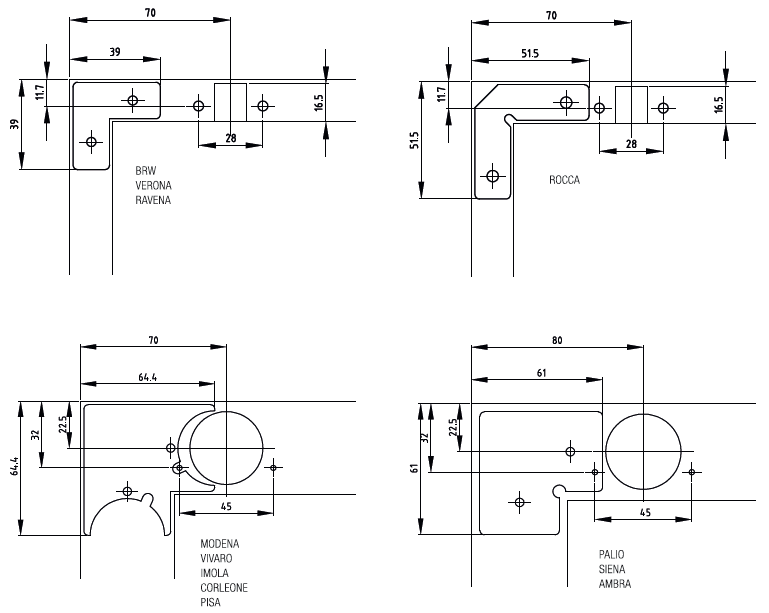 70
39
11.7
39
16.5
28
BRW
VERONA
RAVENA
70
51.5
11.7
51.5
16.5
28
ROCCA
70
64.4
22.5
32
64.4
45
MODENA
VIVARO
IMOLA
CORLEONE
PISA
80
61
22.5
32
61
45
PALIO
SIENA
AMBRA